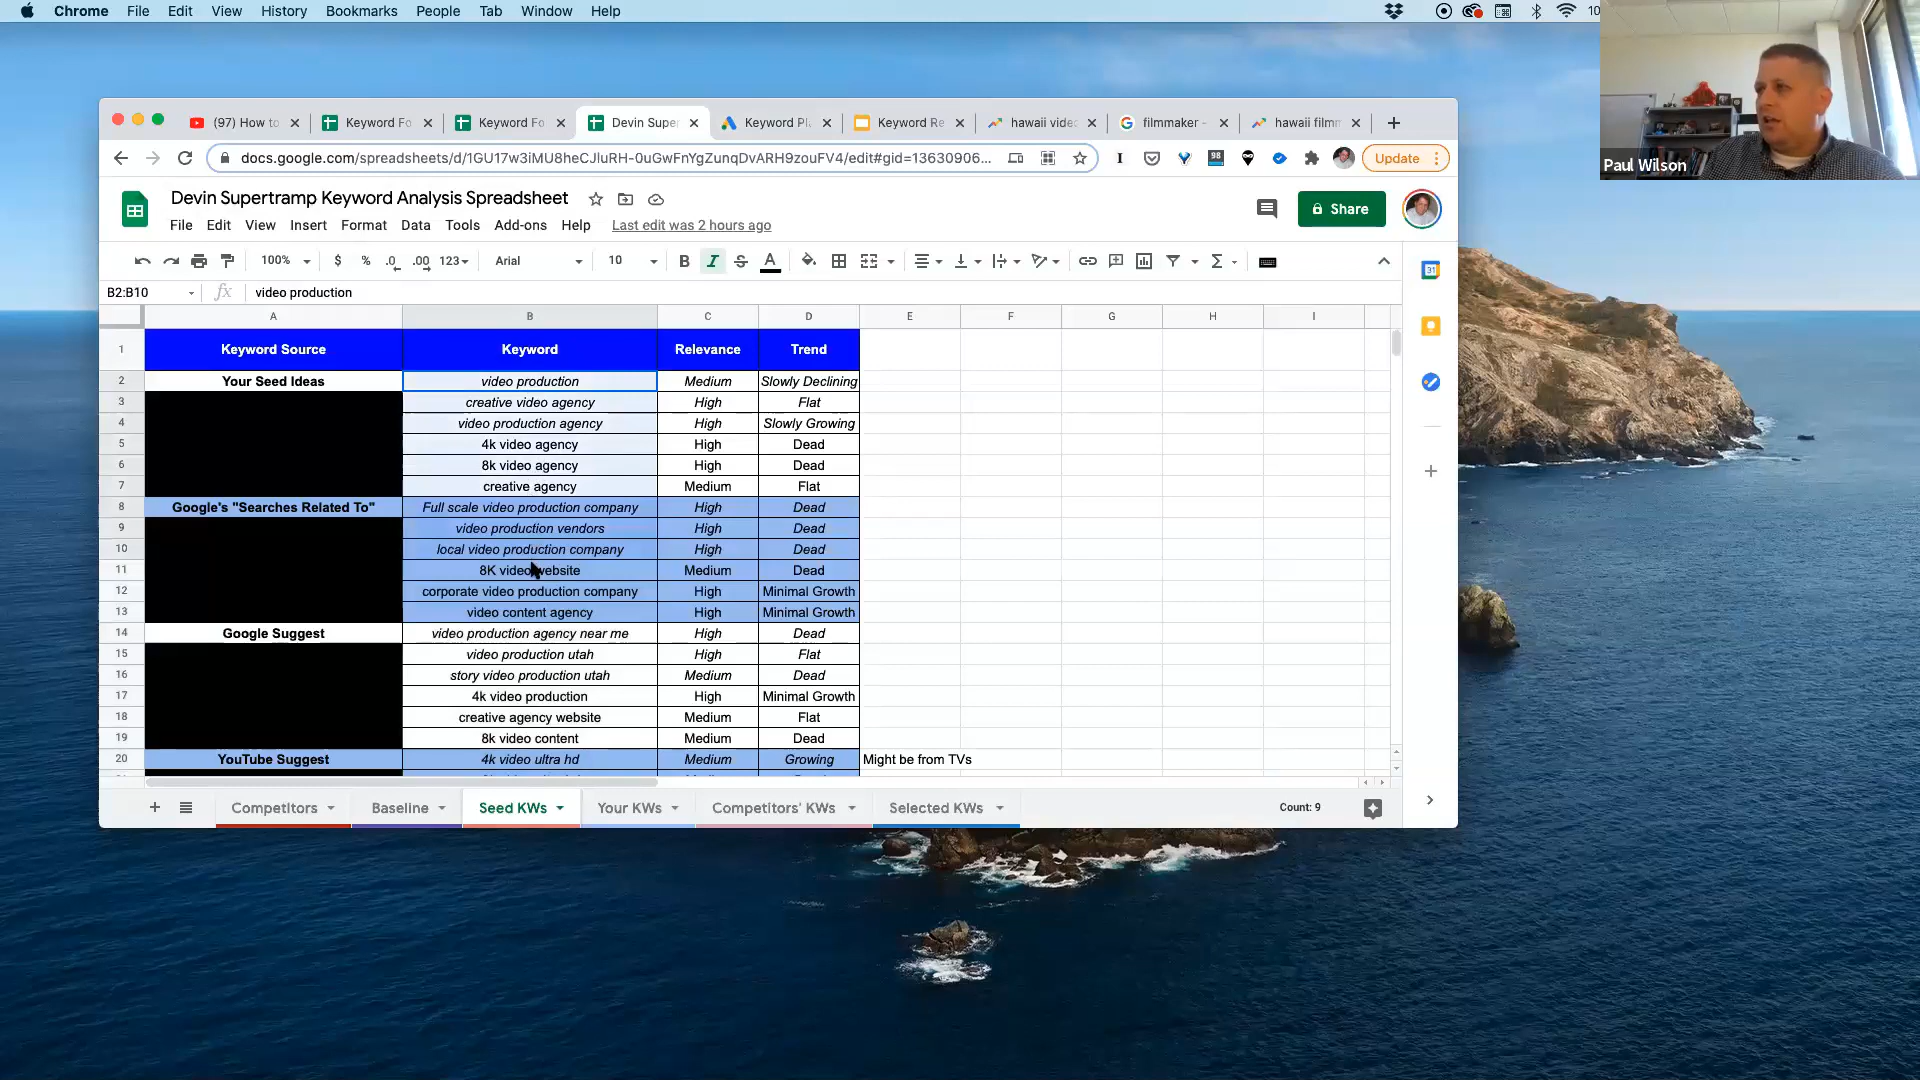 Chrome File Edit View History Bookmarks People Tab Window Help 10
Paul Wilson
(97) How to Keyword Fo Keyword Fo Devin Supe Keyword Pl Keyword Re hawaii vide filmmaker - hawaii film
docs.google.com/spreadsheets/d/1GU17w3iMU8heCJluRH-0uGwFnYgZunqDvARH9zouFV4/edit#gid=13630906... 98 Update
Devin Supertramp Keyword Analysis Spreadsheet
Share
File Edit View Insert Format Data Tools Add-ons Help Last edit was 2 hours ago
100% $ % .0 .00 123 Arial 10 B I S A
B2:B10 fx video production
A B C D E F G H I
1 Keyword Source Keyword Relevance Trend
2 Your Seed Ideas video production Medium Slowly Declining
3 creative video agency High Flat
4 video production agency High Slowly Growing
5 4k video agency High Dead
6 8k video agency High Dead
7 creative agency Medium Flat
8 Google's "Searches Related To" Full scale video production company High Dead
9 video production vendors High Dead
10 local video production company High Dead
11 8K video website Medium Dead
12 corporate video production company High Minimal Growth
13 video content agency High Minimal Growth
14 Google Suggest video production agency near me High Dead
15 video production utah High Flat
16 story video production utah Medium Dead
17 4k video production High Minimal Growth
18 creative agency website Medium Flat
19 8k video content Medium Dead
20 YouTube Suggest 4k video ultra hd Medium Growing Might be from TVs
Competitors Baseline Seed KWs Your KWs Competitors' KWs Selected KWs Count: 9